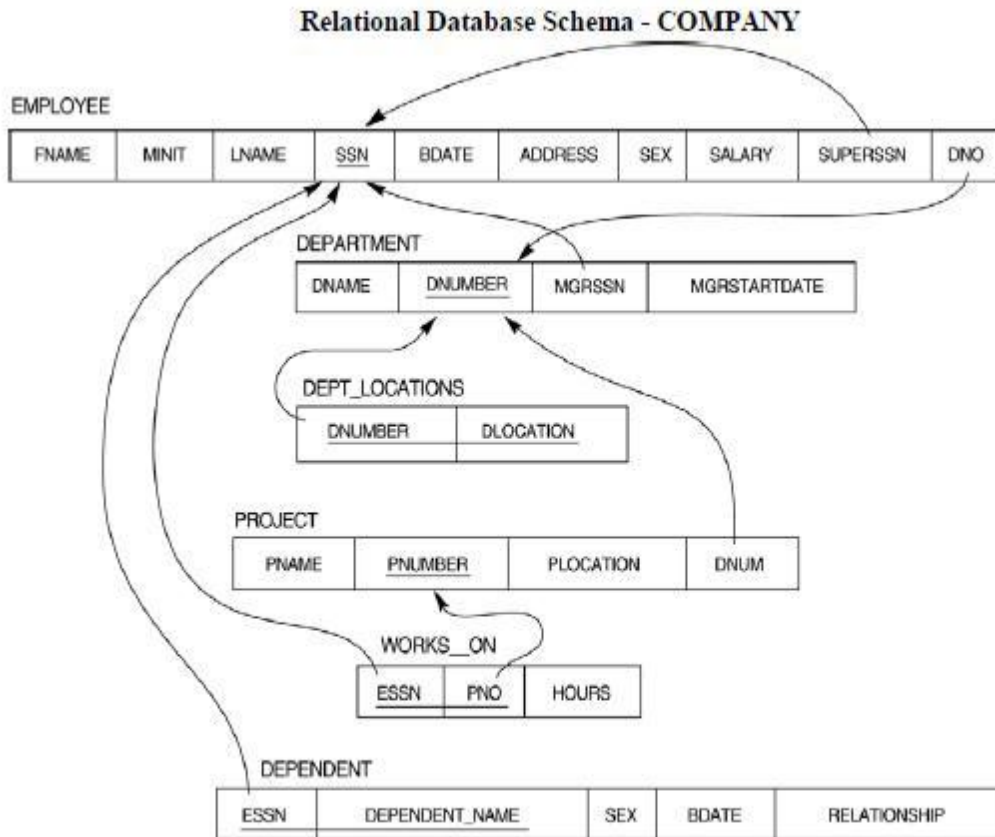 Relational Database Schema - COMPANY
EMPLOYEE
FNAME MINIT LNAME SSN BDATE ADDRESS SEX SALARY SUPERSSN DNO
DEPARTMENT
DNAME DNUMBER MGRSSN MGRSTARTDATE
DEPT_LOCATIONS
DNUMBER DLOCATION
PROJECT
PNAME PNUMBER PLOCATION DNUM
WORKS__ON
ESSN PNO HOURS
DEPENDENT
ESSN DEPENDENT_NAME SEX BDATE RELATIONSHIP